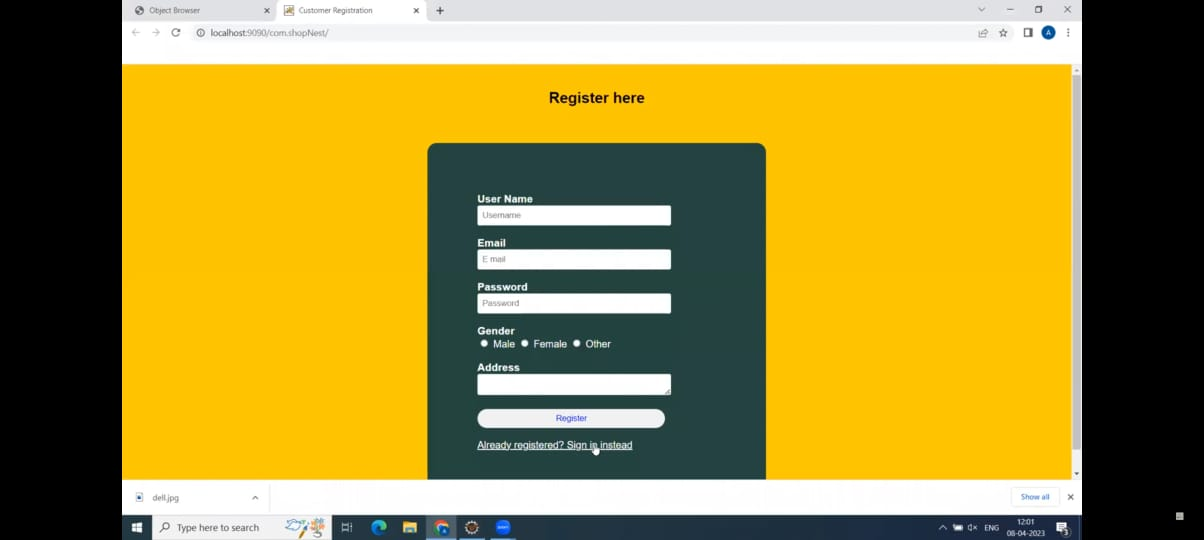 Object Browser
Customer Registration
localhost:9090/com.shopNest/
A
Register here
User Name
Username
Email
E mail
Password
Password
Gender
Male Female Other
Address
Register
Already registered? Sign in instead
dell.jpg
Show all
Type here to search
zoom
ENG
12:01
08-04-2023
3